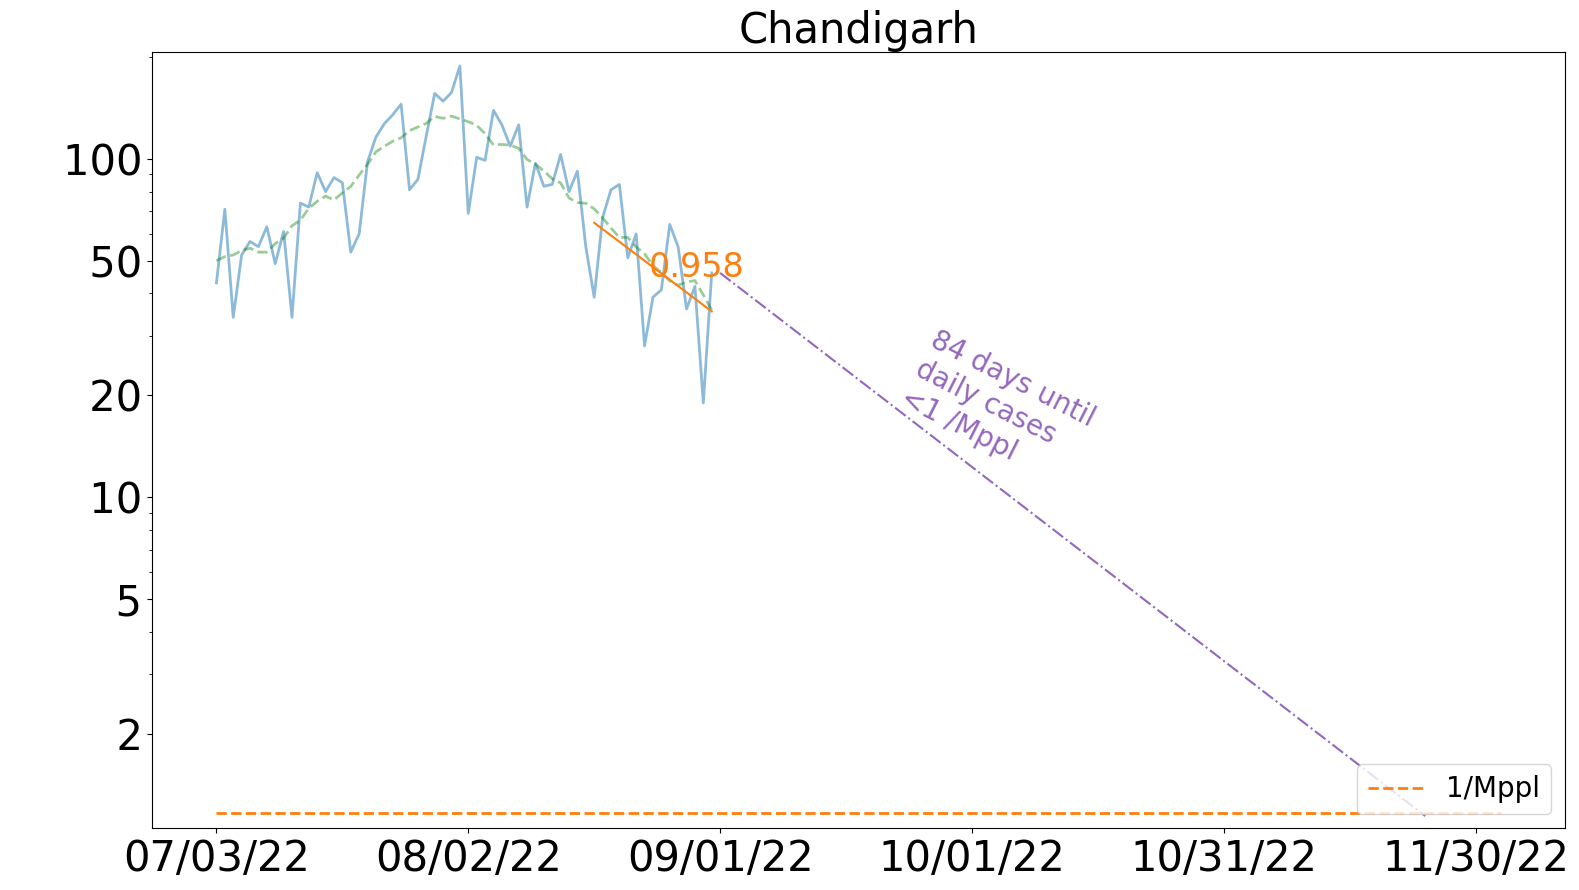 Chandigarh
100
50
20
10
5
2
0.958
84 days until
daily cases
<1 /Mppl
1/Mppl
07/03/22
08/02/22
09/01/22
10/01/22
10/31/22
11/30/22